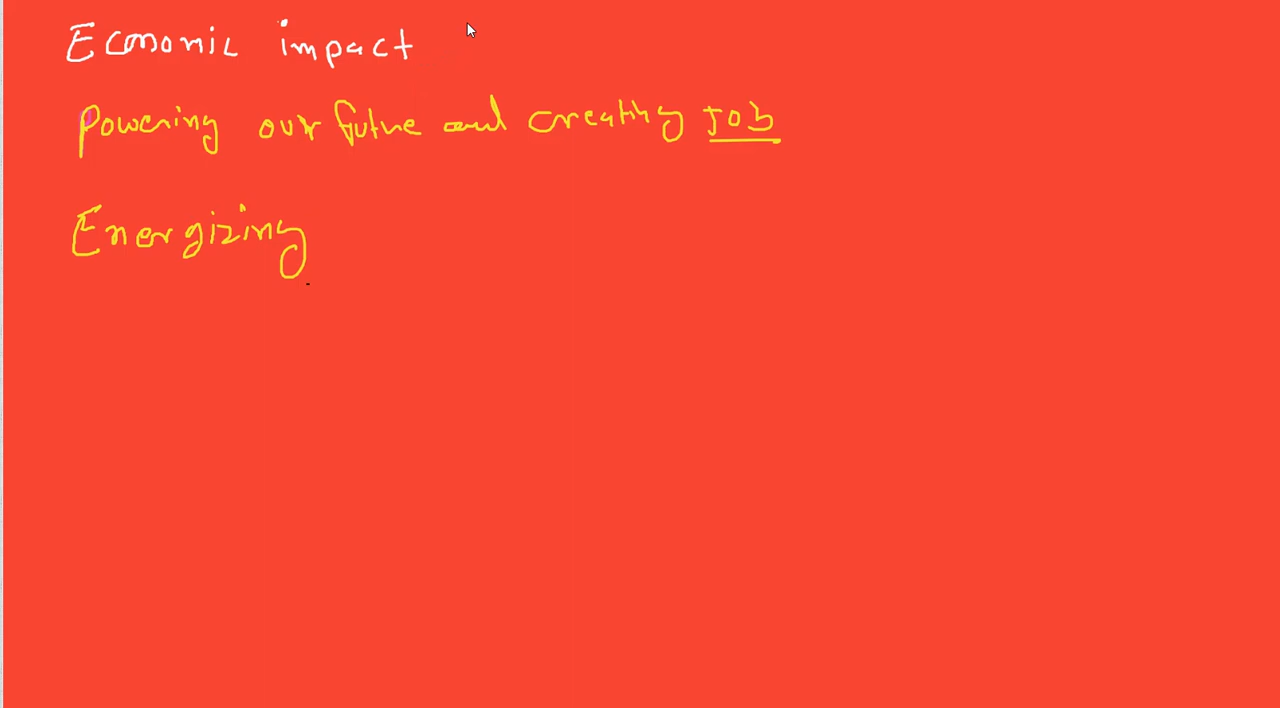 Economic impact
Powering our future and creating JOB
Energizing